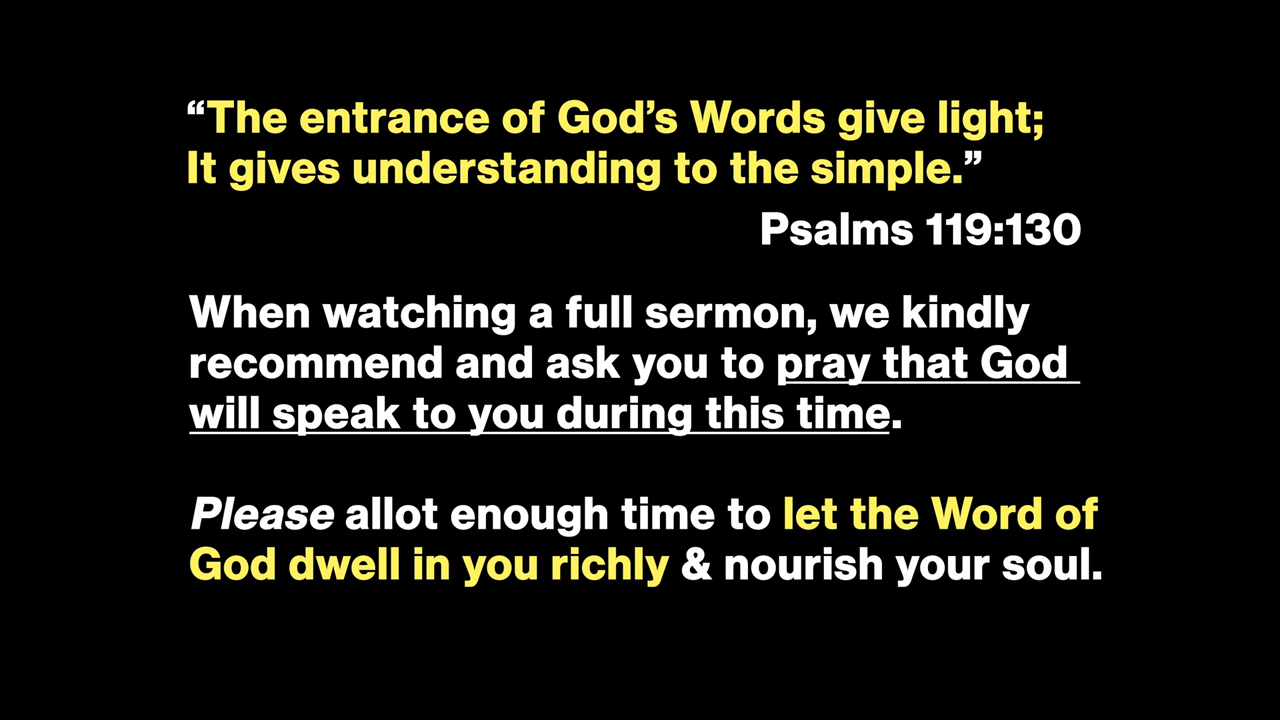 “The entrance of God’s Words give light;
It gives understanding to the simple.”
Psalms 119:130
When watching a full sermon, we kindly
recommend and ask you to pray that God
will speak to you during this time.
Please allot enough time to let the Word of
God dwell in you richly & nourish your soul.